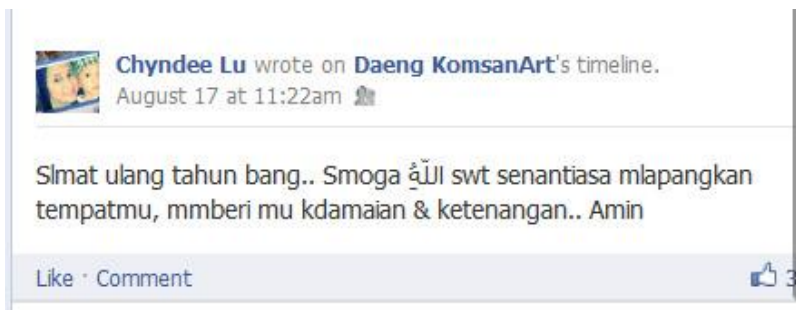 Chyndee Lu wrote on Daeng KomsanArt's timeline.
August 17 at 11:22am
Slmat ulang tahun bang.. Smoga اللّهُ swt senantiasa mlapangkan
tempatmu, mmberi mu kdamaian & ketenangan.. Amin
Like · Comment
3